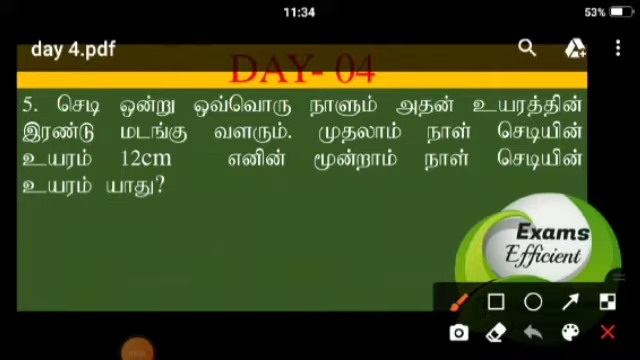 11:34
53%
day 4.pdf
DAY- 04
5. செடி ஒன்று ஒவ்வொரு நாளும் அதன் உயரத்தின்
இரண்டு மடங்கு வளரும். முதலாம் நாள் செடியின்
உயரம் 12cm எனின் மூன்றாம் நாள் செடியின்
உயரம் யாது?
Exams
Efficient